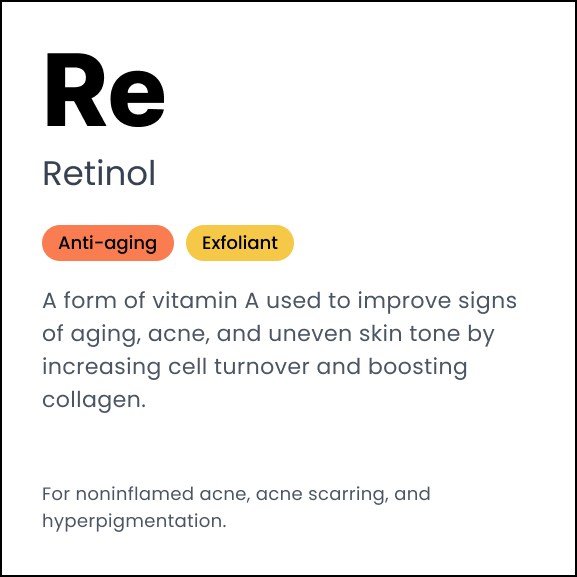 Re
Retinol
Anti-aging Exfoliant
A form of vitamin A used to improve signs
of aging, acne, and uneven skin tone by
increasing cell turnover and boosting
collagen.
For noninflamed acne, acne scarring, and
hyperpigmentation.